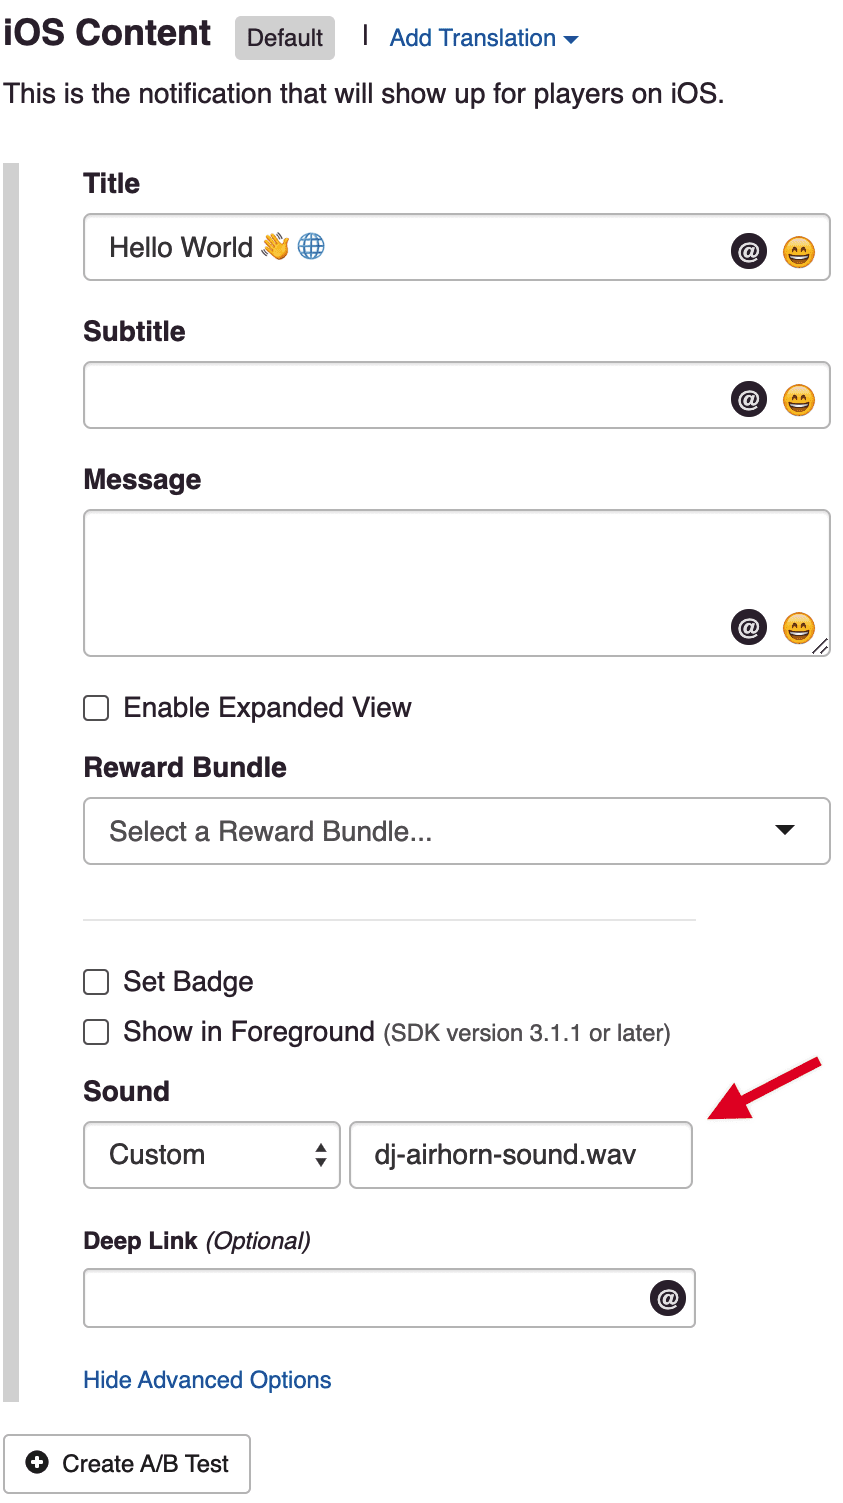 iOS Content Default | Add Translation
This is the notification that will show up for players on iOS.
Title
Hello World 👋 🌐 @
Subtitle
@
Message
@
Enable Expanded View
Reward Bundle
Select a Reward Bundle...
Set Badge
Show in Foreground (SDK version 3.1.1 or later)
Sound
Custom dj-airhorn-sound.wav
Deep Link (Optional)
@
Hide Advanced Options
Create A/B Test